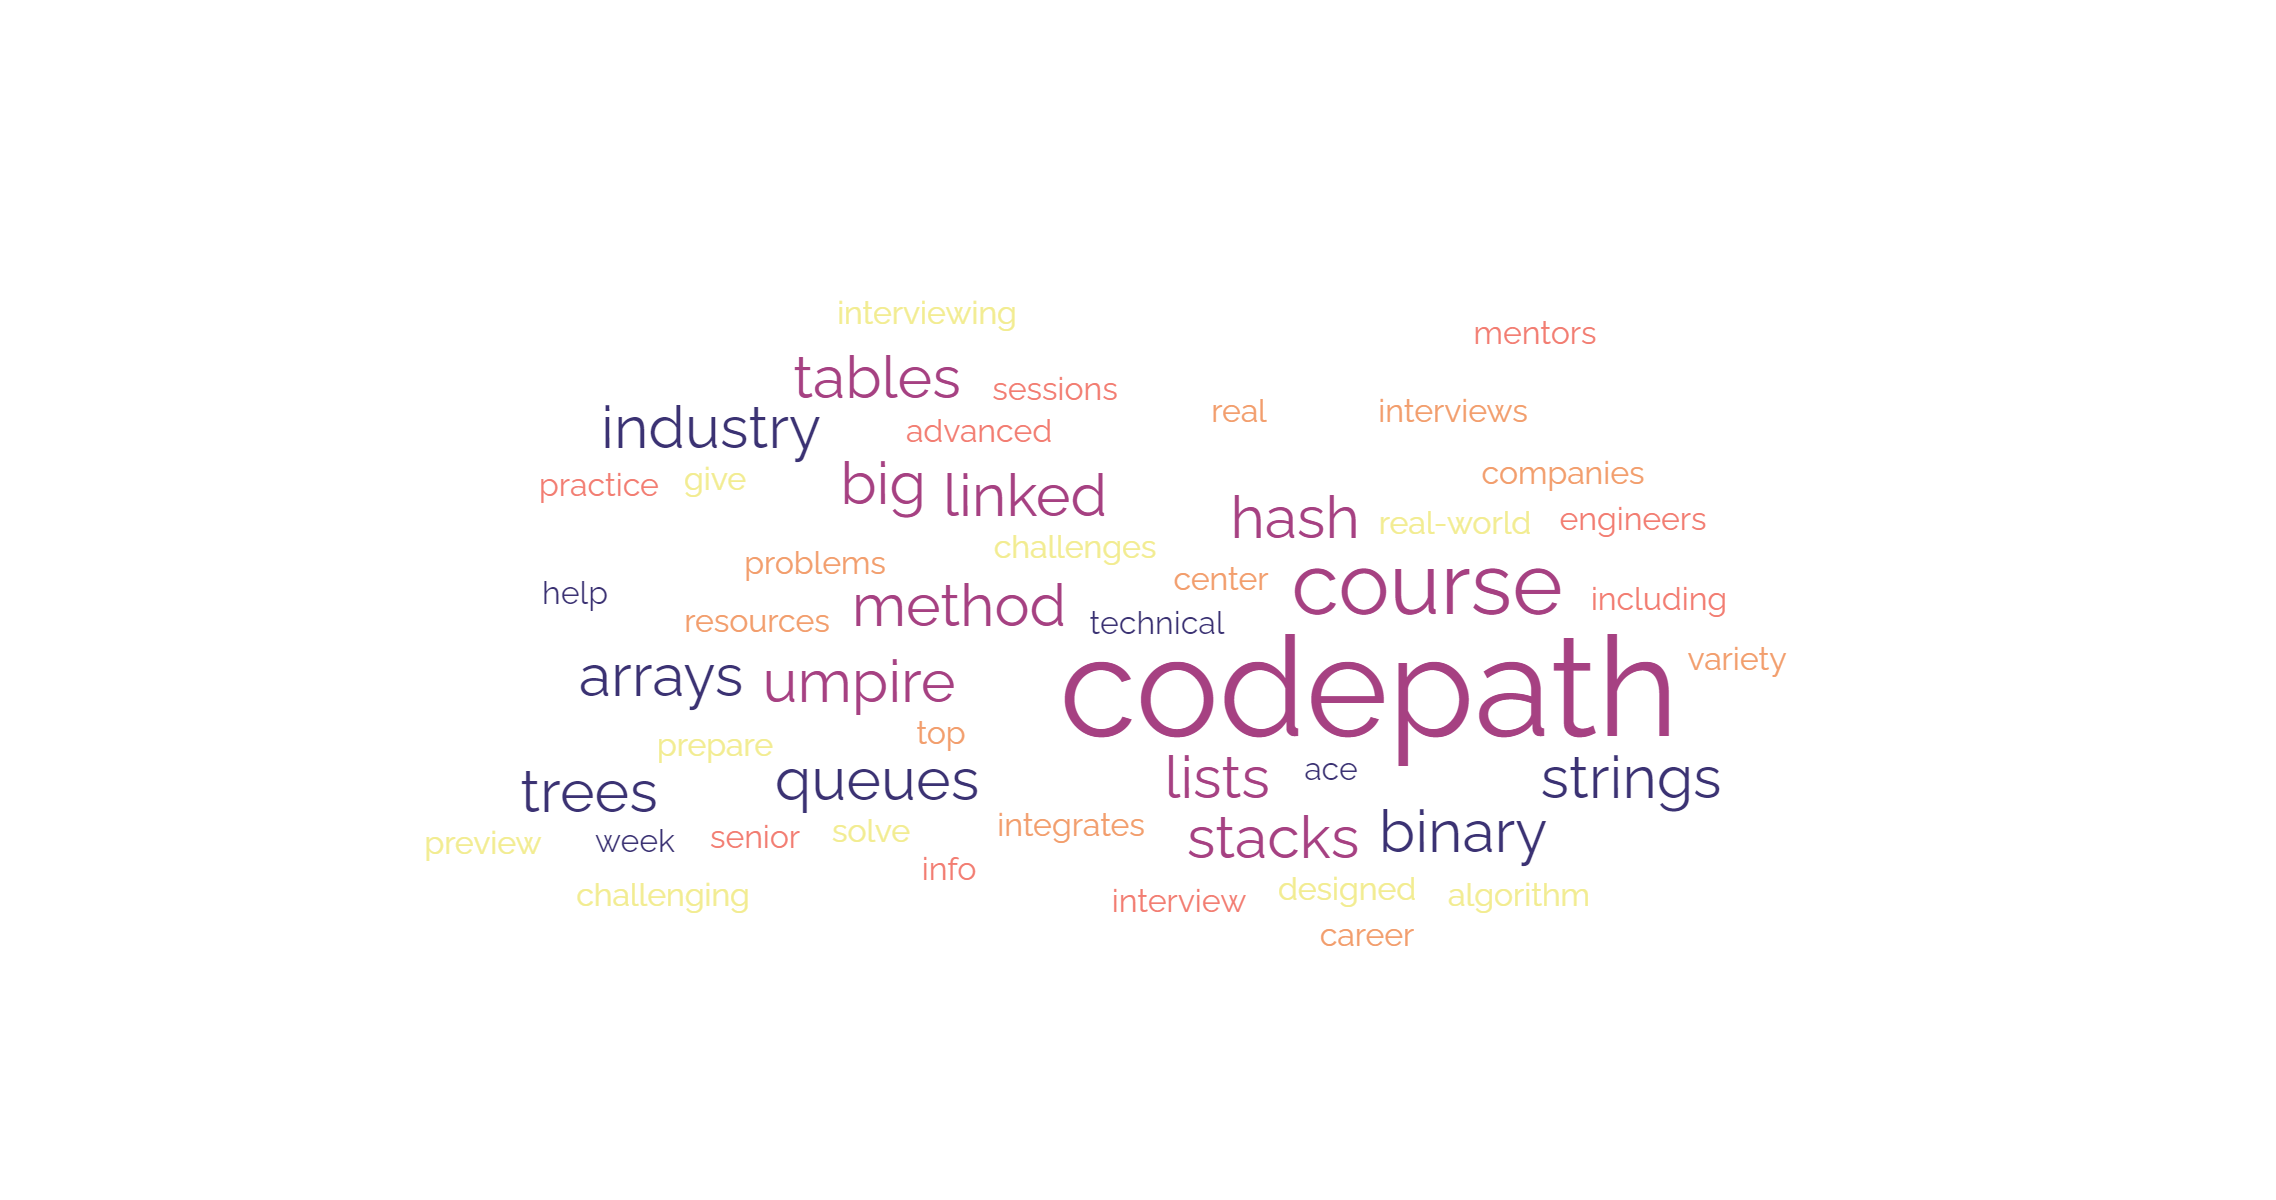 interviewing
mentors
tables
sessions
real
interviews
industry
advanced
practice
give
big
linked
companies
hash
real-world
engineers
challenges
problems
center
course
help
method
including
resources
technical
arrays
umpire
codepath
variety
prepare
top
trees
queues
lists
ace
strings
preview
week
senior
solve
integrates
stacks
binary
info
challenging
interview
designed
algorithm
career